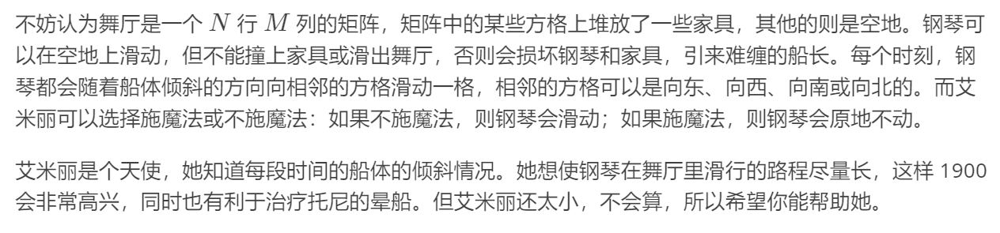 不妨认为舞厅是一个 N 行 M 列的矩阵，矩阵中的某些方格上堆放了一些家具，其他的则是空地。钢琴可
以在空地上滑动，但不能撞上家具或滑出舞厅，否则会损坏钢琴和家具，引来难缠的船长。每个时刻，钢
琴都会随着船体倾斜的方向向相邻的方格滑动一格，相邻的方格可以是向东、向西、向南或向北的。而艾
米丽可以选择施魔法或不施魔法：如果不施魔法，则钢琴会滑动；如果施魔法，则钢琴会原地不动。
艾米丽是个天使，她知道每段时间的船体的倾斜情况。她想使钢琴在舞厅里滑行的路程尽量长，这样 1900
会非常高兴，同时也有利于治疗托尼的晕船。但艾米丽还太小，不会算，所以希望你能帮助她。